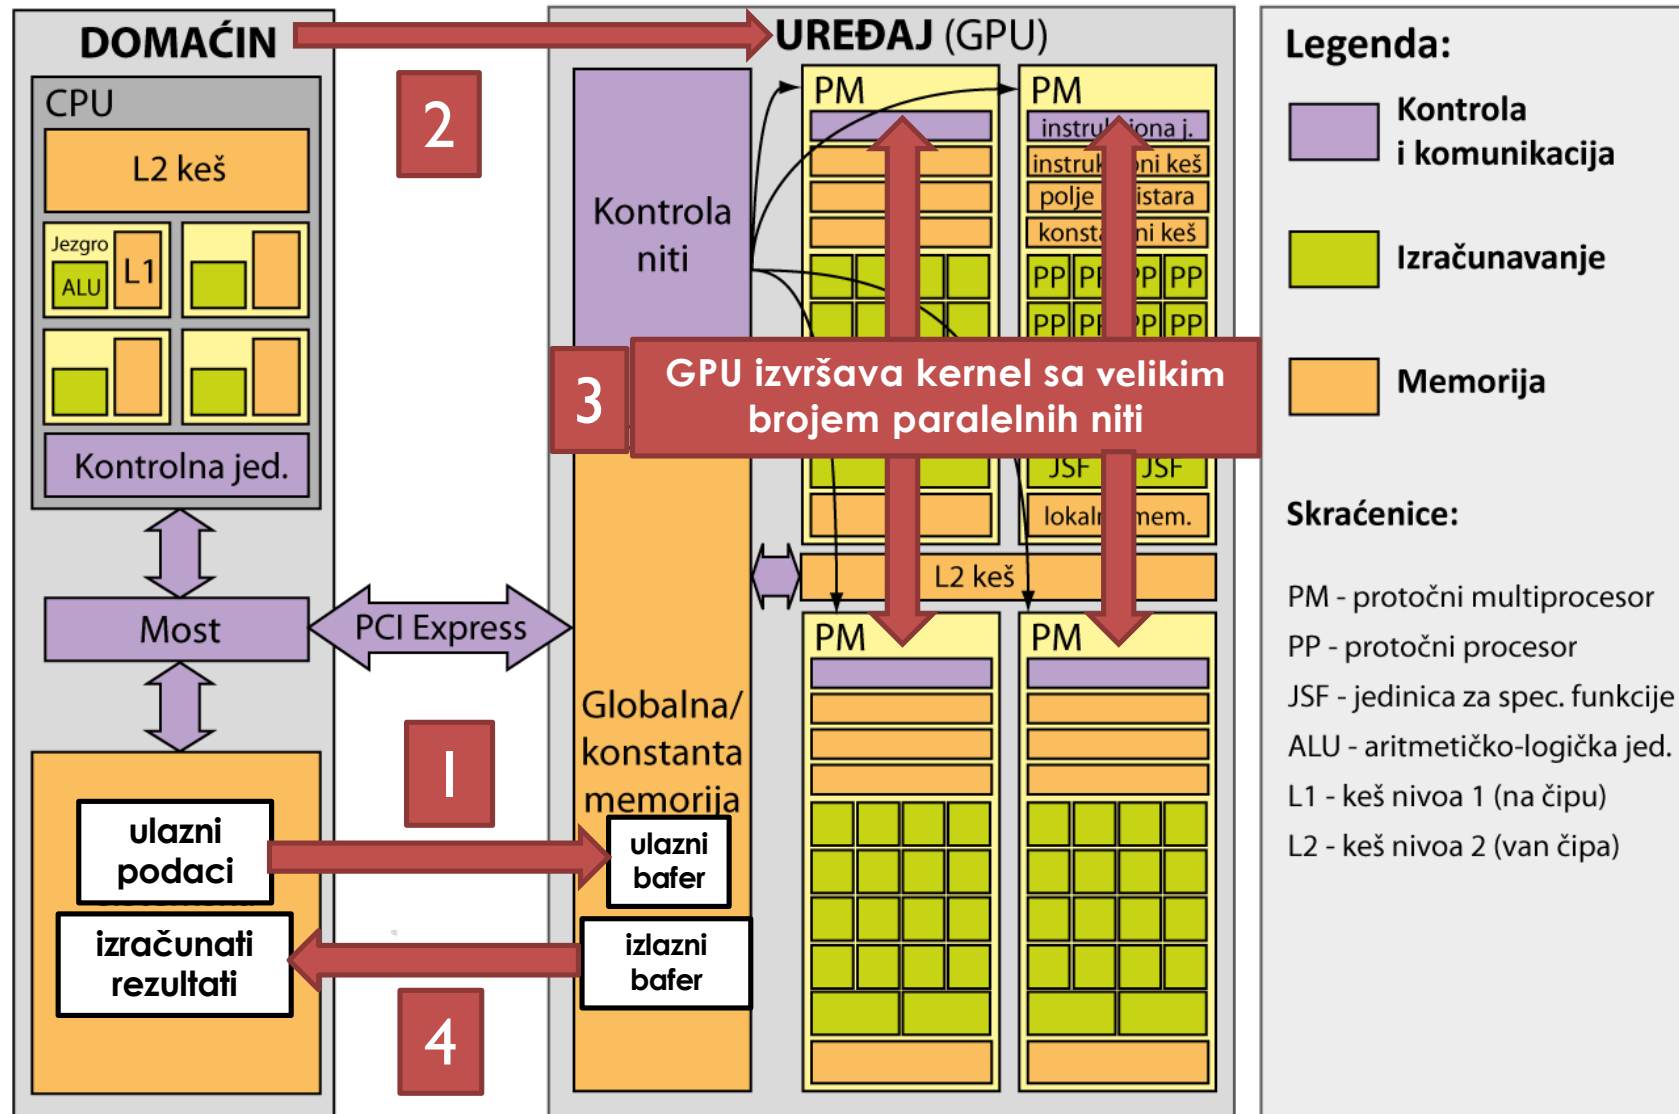 DOMAĆIN
CPU
L2 keš
Jezgro
ALU
L1
Kontrolna jed.
Most
PCI Express
ulazni
podaci
izračunati
rezultati
2
1
4
UREĐAJ (GPU)
Kontrola
niti
3
GPU izvršava kernel sa velikim
brojem paralelnih niti
Globalna/
konstanta
memorija
ulazni
bafer
izlazni
bafer
PM
PM
keš
PP PP
PP PP
JSF JSF
mem.
L2 keš
PM
PM
Legenda:
Kontrola
i komunikacija
Izračunavanje
Memorija
Skraćenice:
PM - protočni multiprocesor
PP - protočni procesor
JSF - jedinica za spec. funkcije
ALU - aritmetičko-logička jed.
L1 - keš nivoa 1 (na čipu)
L2 - keš nivoa 2 (van čipa)